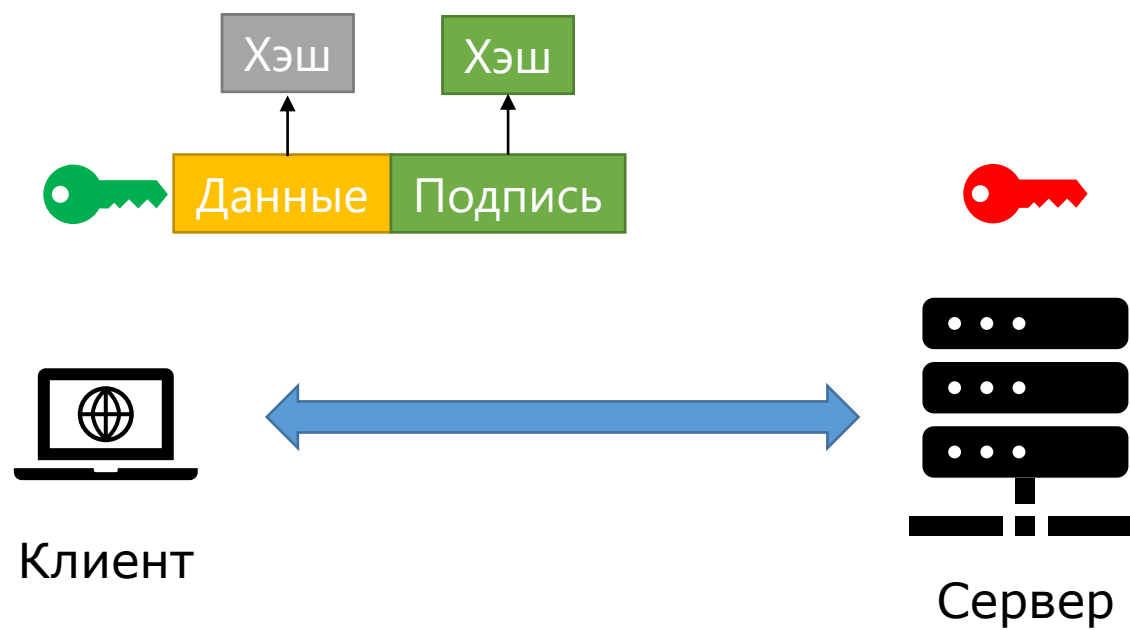 Хэш
Хэш
Данные
Подпись
Клиент
Сервер